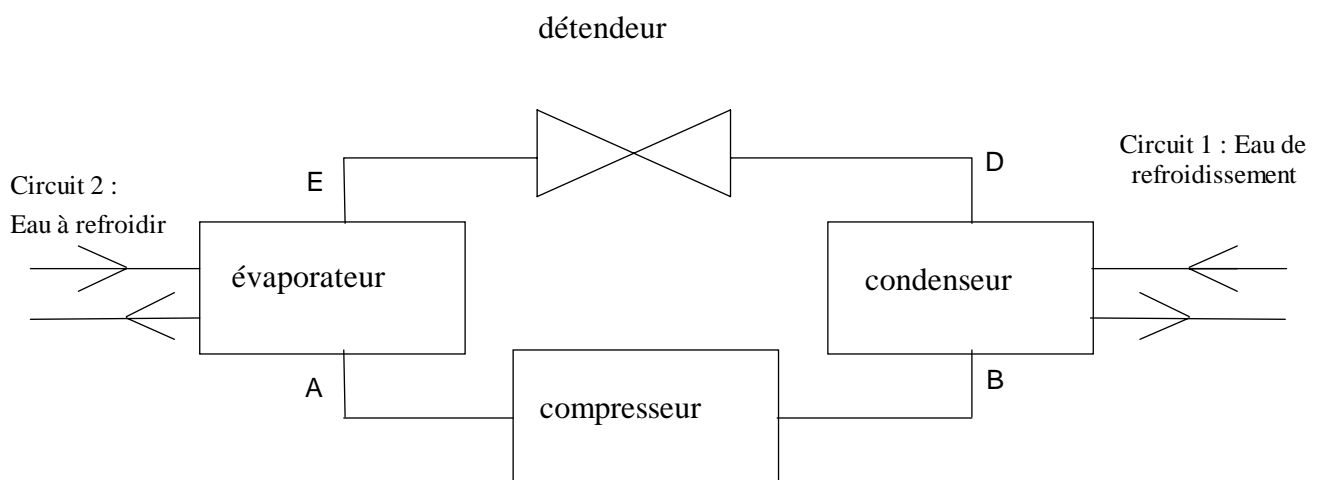 détendeur
Circuit 1 : Eau de
refroidissement
D
E
Circuit 2 :
Eau à refroidir
évaporateur
condenseur
A
B
compresseur